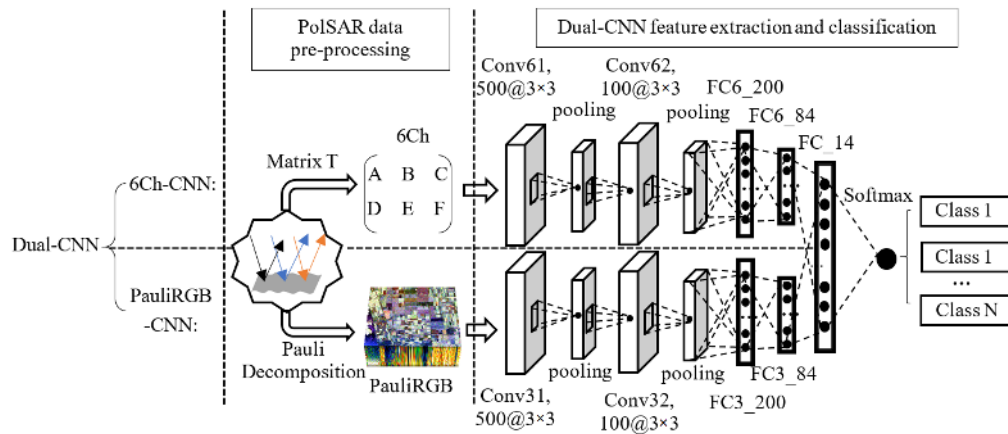 PolSAR data
pre-processing
Dual-CNN feature extraction and classification
Conv61,
500@3×3
pooling
Conv62,
100@3×3
pooling
FC6_200
FC6_84
FC_14
Softmax
Matrix T
6Ch
A B C
D E F
6Ch-CNN:
Dual-CNN
PauliRGB
-CNN:
Pauli
Decomposition
PauliRGB
Class 1
Class 1
...
Class N
pooling
Conv31,
500@3×3
pooling
Conv32,
100@3×3
FC3_84
FC3_200